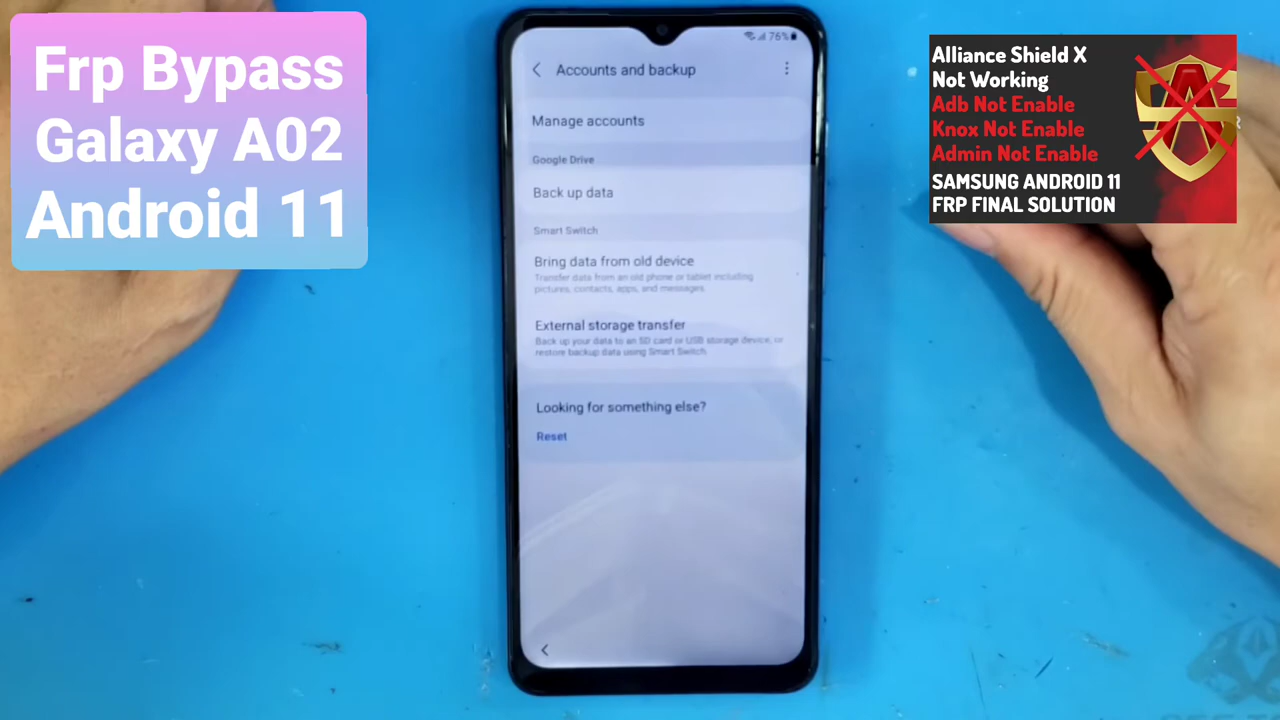 Frp Bypass
Galaxy A02
Android 11
76%
Accounts and backup
Manage accounts
Google Drive
Back up data
Smart Switch
Bring data from old device
Transfer data from an old phone or tablet including
pictures, contacts, apps, and messages.
External storage transfer
Back up your data to an SD card or USB storage device, or
restore backup data using Smart Switch.
Looking for something else?
Reset
Alliance Shield X
Not Working
Adb Not Enable
Knox Not Enable
Admin Not Enable
SAMSUNG ANDROID 11
FRP FINAL SOLUTION